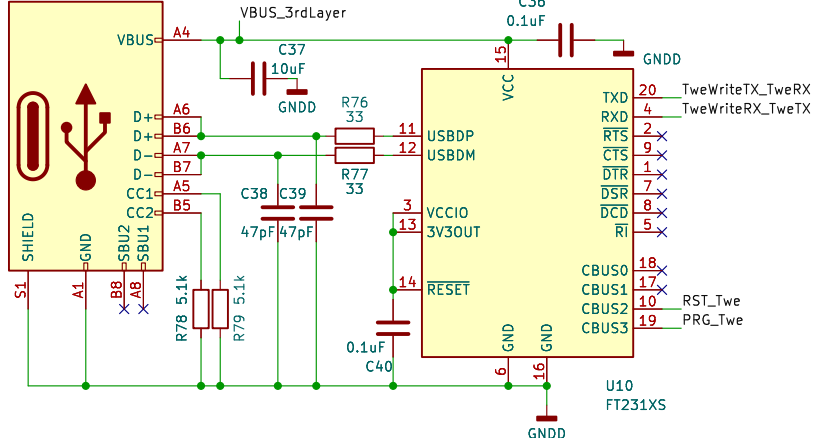 VBUS_3rdLayer
C36
0.1uF
GNDD
VBUS
A4
C37
10uF
GNDD
15
VCC
D+
A6
D+
B6
D-
A7
D-
B7
CC1
A5
CC2
B5
R76
33
R77
33
11
USBDP
12
USBDM
C38
C39
47pF
47pF
3
VCCIO
13
3V3OUT
14
RESET
TXD
20
TweWriteTX_TweRX
RXD
4
TweWriteRX_TweTX
RTS
2
CTS
9
DTR
1
DSR
7
DCD
8
RI
5
CBUS0
18
CBUS1
17
CBUS2
10
RST_Twe
CBUS3
19
PRG_Twe
SHIELD
GND
SBU2
SBU1
S1
A1
B8
A8
R78
5.1k
R79
5.1k
0.1uF
C40
GND
GND
6
16
U10
FT231XS
GNDD